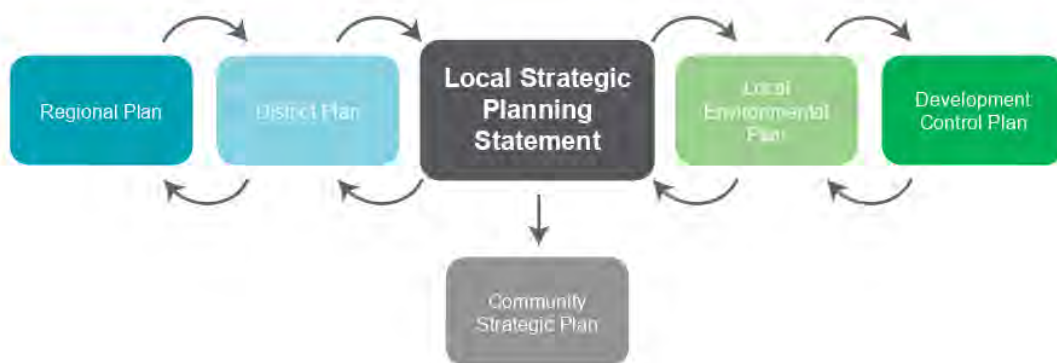 Regional Plan
District Plan
Local Strategic
Planning
Statement
Local
Environmental
Plan
Development
Control Plan
Community
Strategic Plan